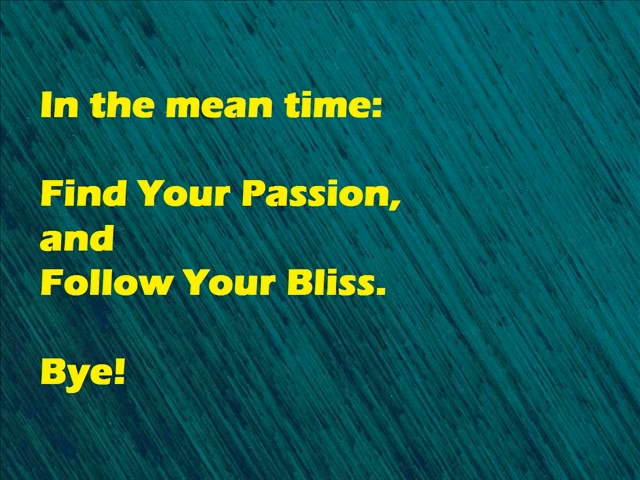 In the mean time:
Find Your Passion,
and
Follow Your Bliss.
Bye!